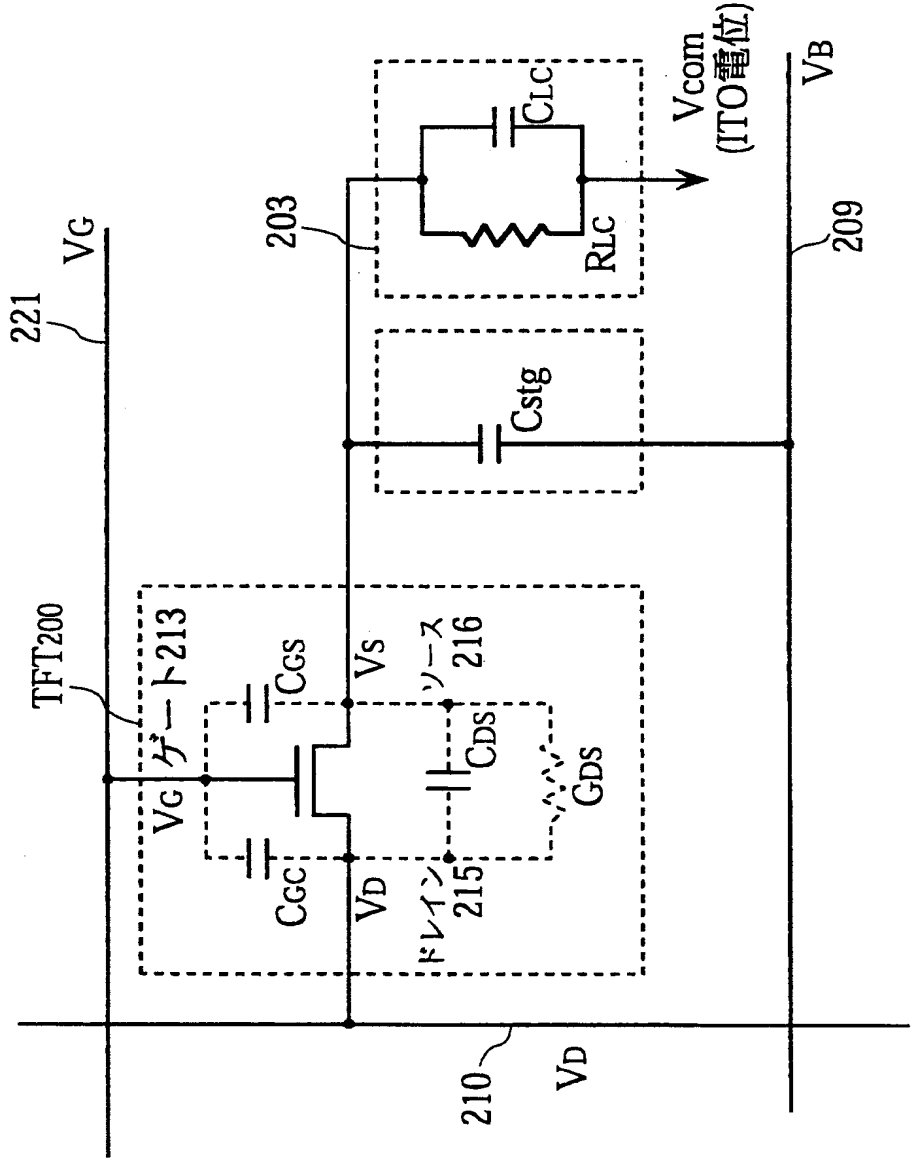 221
VG
TFT200
ゲート213
VG
CGC
CGS
VD
VS
ドレイン
215
ソース
216
CDS
GDS
203
CLC
RLC
Cstg
Vcom
(ITO電位)
209
VB
210
VD